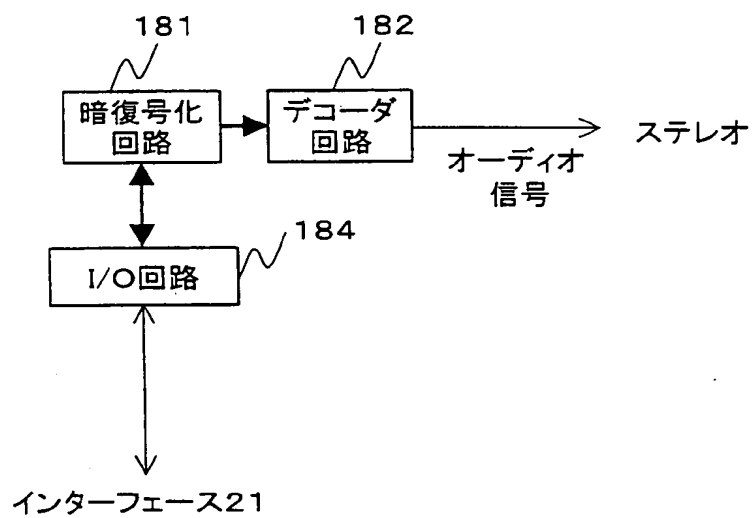 181
182
暗復号化
回路
デコーダ
回路
ステレオ
オーディオ
信号
184
I/O回路
インターフェース21